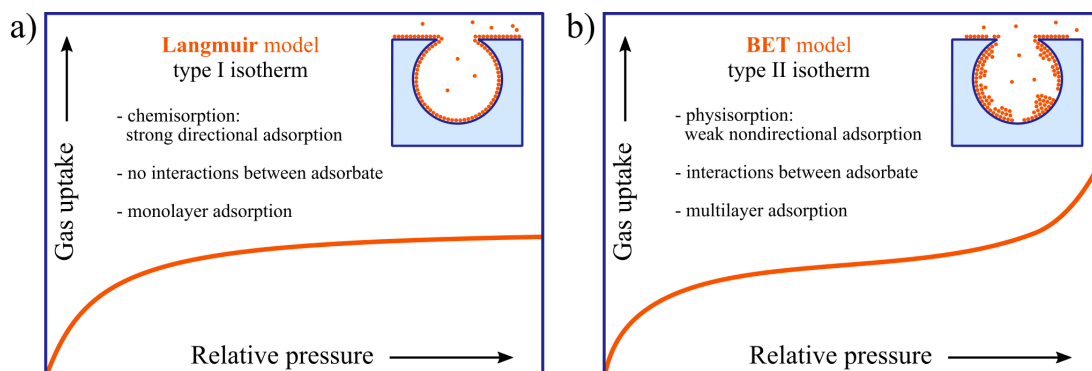 a)
Langmuir model
type I isotherm
- chemisorption:
strong directional adsorption
- no interactions between adsorbate
- monolayer adsorption
Gas uptake
Relative pressure
b)
BET model
type II isotherm
- physisorption:
weak nondirectional adsorption
- interactions between adsorbate
- multilayer adsorption
Gas uptake
Relative pressure